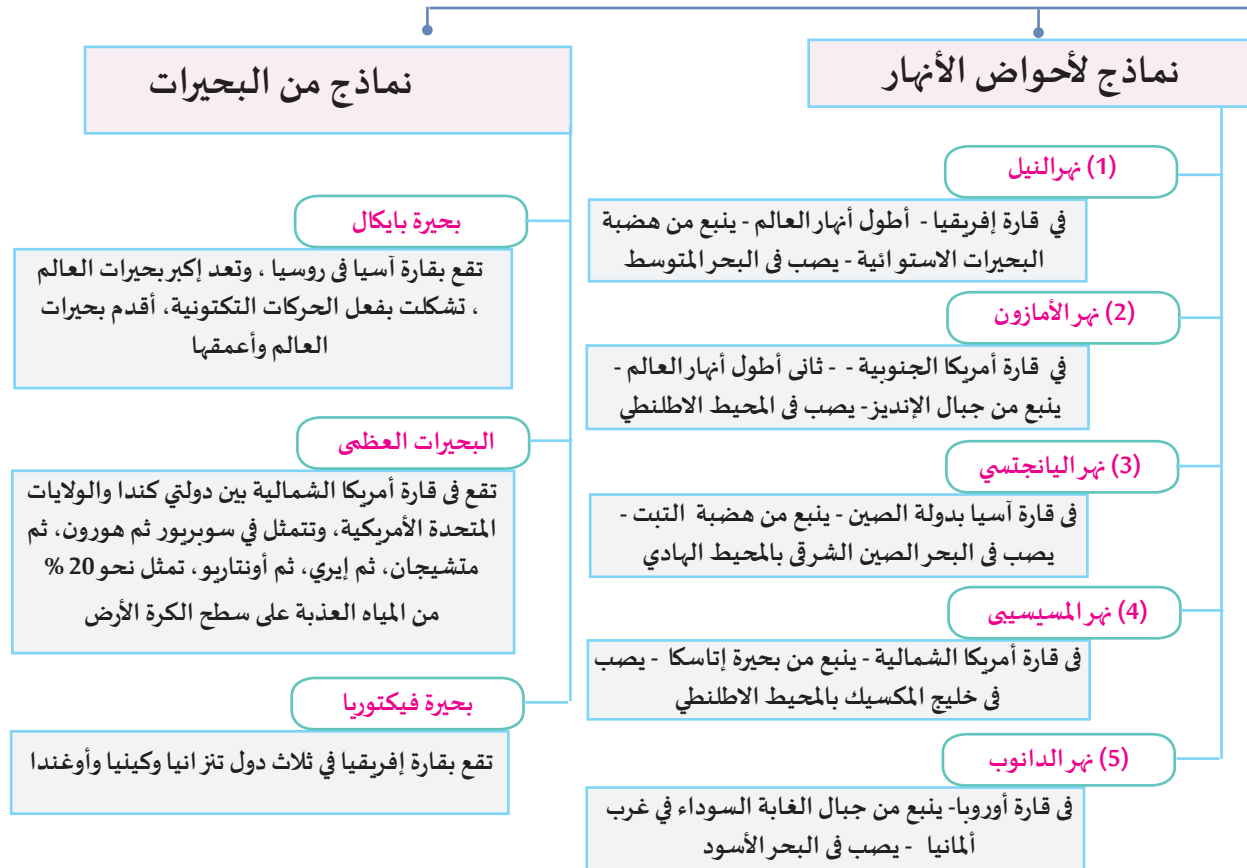 نماذج لأحواض الأنهار
(1) نهر النيل
في قارة إفريقيا - أطول أنهار العالم - ينبع من هضبة
البحيرات الاستوائية - يصب فى البحر المتوسط
(2) نهر الأمازون
في قارة أمريكا الجنوبية - - ثانى أطول أنهار العالم -
ينبع من جبال الإنديز - يصب فى المحيط الاطلنطي
(3) نهر اليانجتسي
فى قارة آسيا بدولة الصين - ينبع من هضبة التبت -
يصب فى البحر الصين الشرقى بالمحيط الهادي
(4) نهر المسيسيبى
فى قارة أمريكا الشمالية - ينبع من بحيرة إتاسكا - يصب
فى خليج المكسيك بالمحيط الاطلنطي
(5) نهر الدانوب
فى قارة أوروبا- ينبع من جبال الغابة السوداء في غرب
ألمانيا - يصب فى البحر الأسود
نماذج من البحيرات
بحيرة بايكال
تقع بقارة آسيا فى روسيا ، وتعد إكبر بحيرات العالم
، تشكلت بفعل الحركات التكتونية، أقدم بحيرات
العالم وأعمقها
البحيرات العظمى
تقع فى قارة أمريكا الشمالية بين دولتي كندا والولايات
المتحدة الأمريكية، وتتمثل في سوبريور ثم هورون، ثم
متشيجان، ثم إيري، ثم أونتاريو، تمثل نحو 20 %
من المياه العذبة على سطح الكرة الأرض
بحيرة فيكتوريا
تقع بقارة إفريقيا في ثلاث دول تنزانيا وكينيا وأوغندا